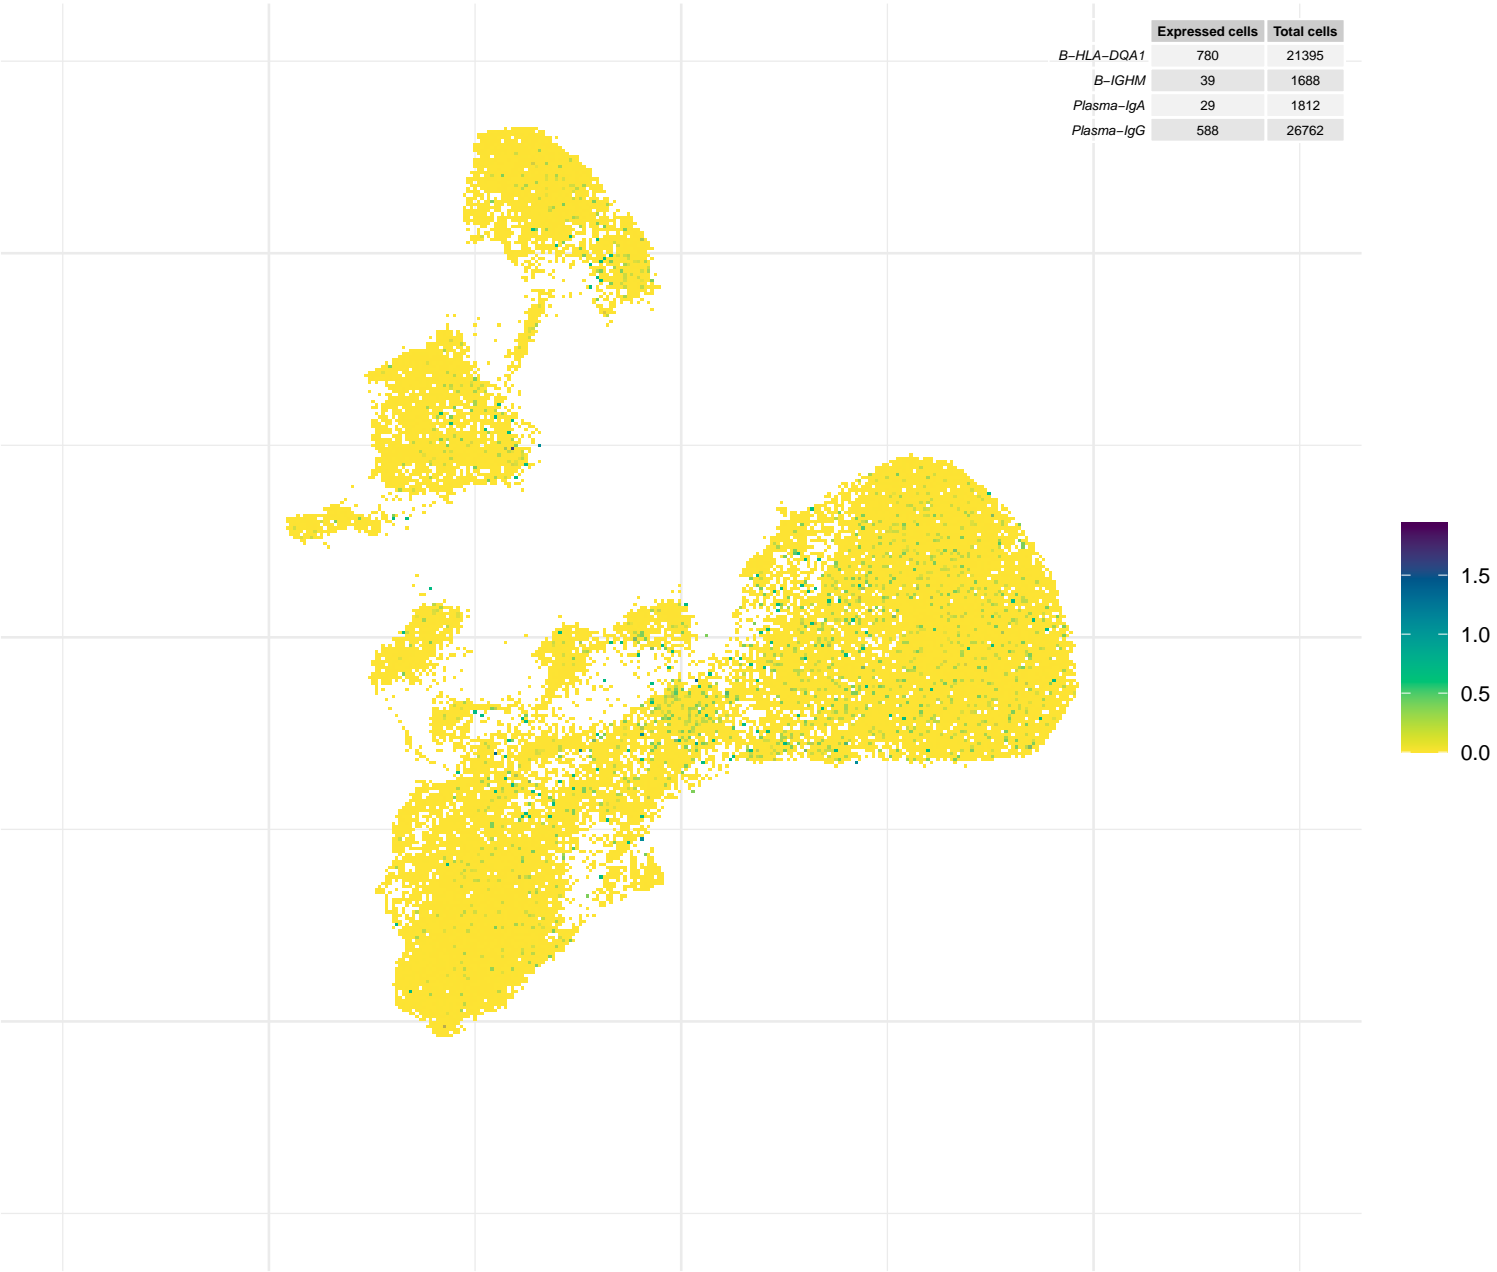 Expressed cells Total cells
B−HLA−DQA1 780 21395
B−IGHM 39 1688
Plasma−IgA 29 1812
Plasma−IgG 588 26762
1.5
1.0
0.5
0.0